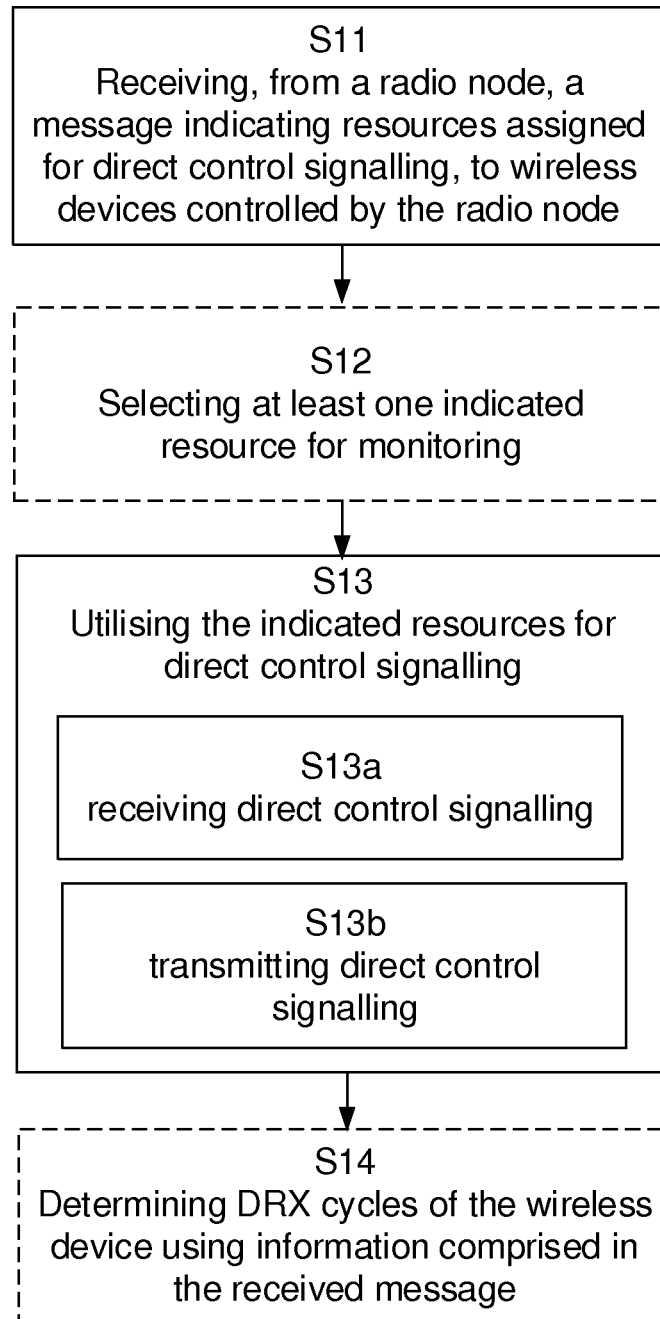 S11
Receiving, from a radio node, a
message indicating resources assigned
for direct control signalling, to wireless
devices controlled by the radio node
S12
Selecting at least one indicated
resource for monitoring
S13
Utilising the indicated resources for
direct control signalling
S13a
receiving direct control signalling
S13b
transmitting direct control
signalling
S14
Determining DRX cycles of the wireless
device using information comprised in
the received message